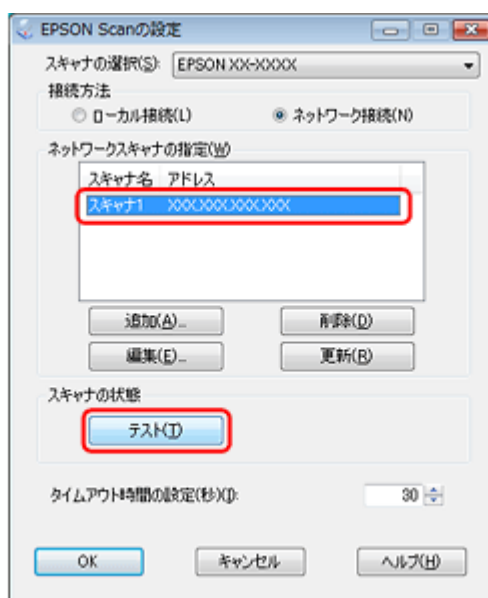 EPSON Scanの設定
スキャナの選択(S): EPSON XX-XXXX
接続方法
ローカル接続(L) ネットワーク接続(N)
ネットワークスキャナの指定(W)
スキャナ名 アドレス
スキャナ1 XXX.XXX.XXX.XXX
追加(A)... 削除(D)
編集(E)... 更新(R)
スキャナの状態
テスト(T)
タイムアウト時間の設定(秒)(I): 30
OK キャンセル ヘルプ(H)